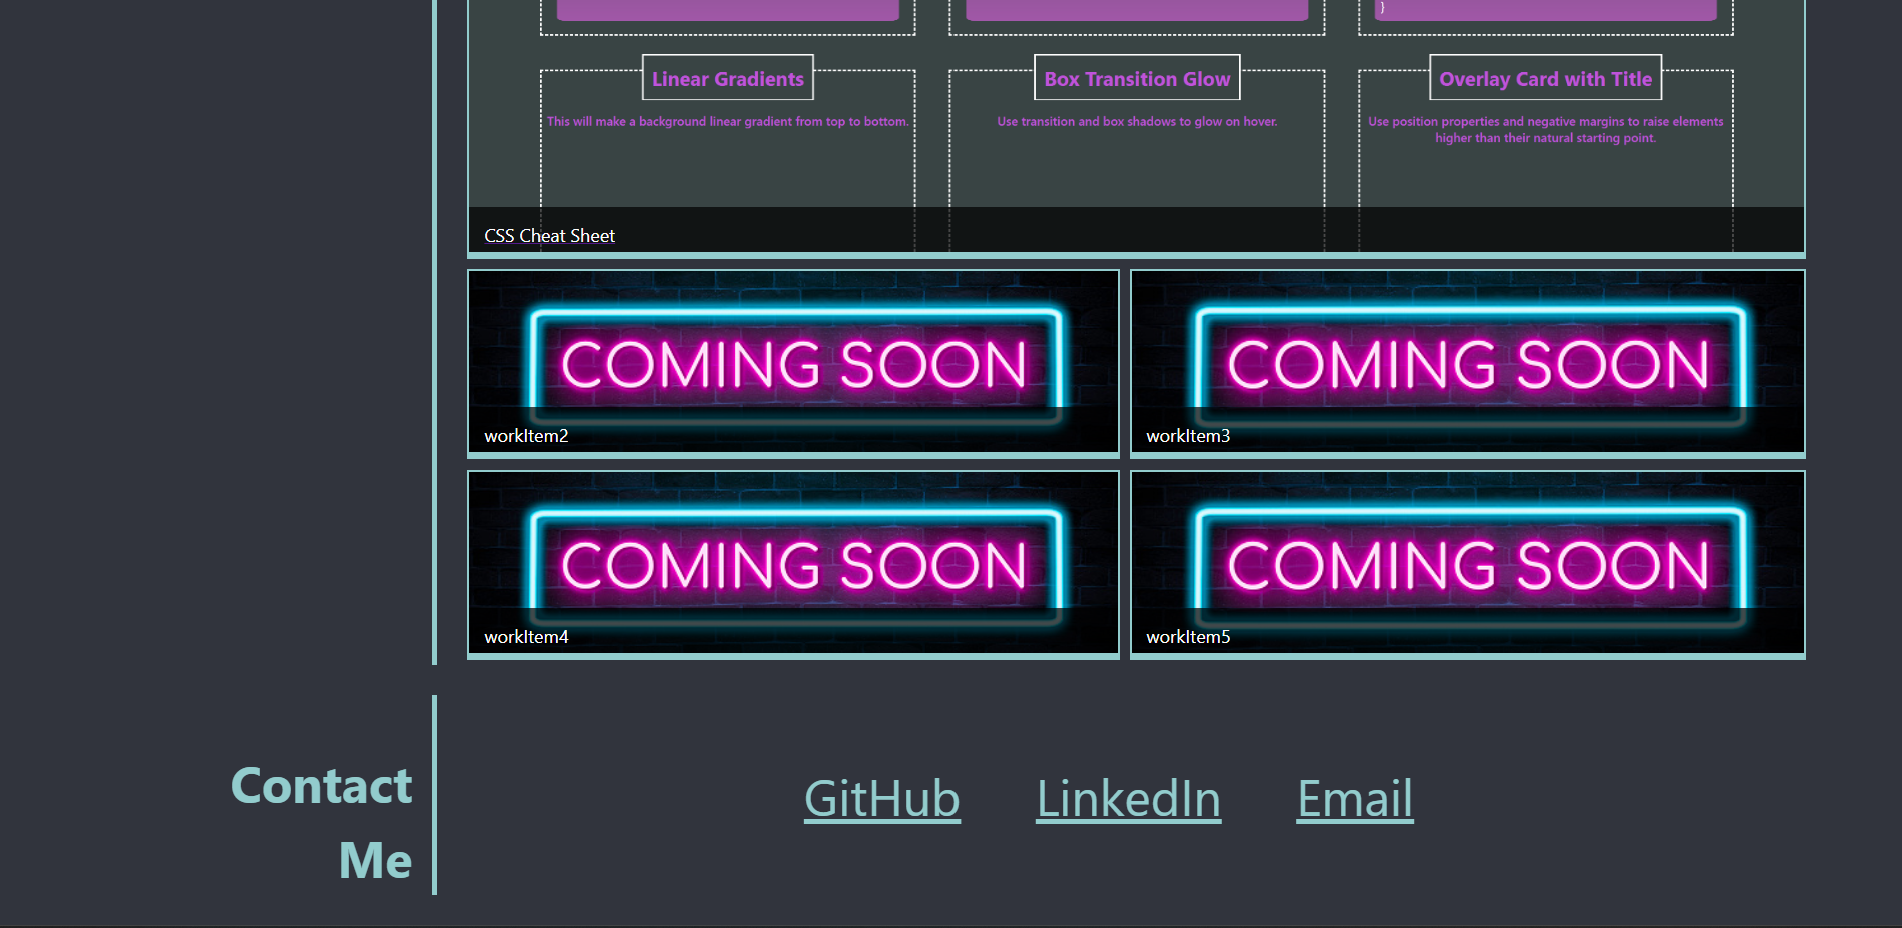 }
Linear Gradients
This will make a background linear gradient from top to bottom.
Box Transition Glow
Use transition and box shadows to glow on hover.
Overlay Card with Title
Use position properties and negative margins to raise elements
higher than their natural starting point.
CSS Cheat Sheet
COMING SOON
workItem2
COMING SOON
workItem3
COMING SOON
workItem4
COMING SOON
workItem5
Contact
Me
GitHub
LinkedIn
Email